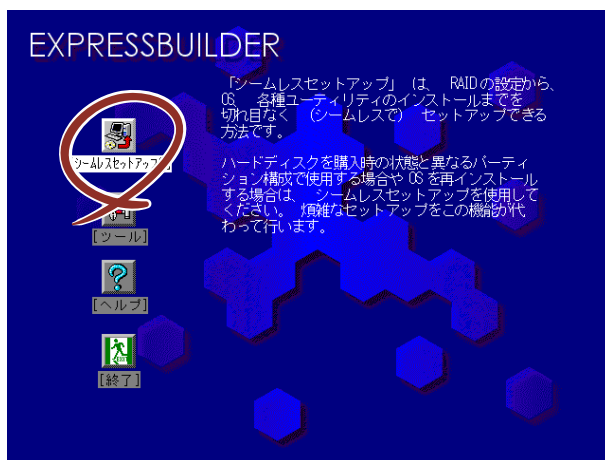 EXPRESSBUILDER
「シームレスセットアップ」 は、 RAIDの設定から、
OS、 各種ユーティリティのインストールまでを
切れ目なく (シームレスで) セットアップできる
方法です。
ハードディスクを購入時の状態と異なるパーティ
ション構成で使用する場合や OS を再インストール
する場合は、 シームレスセットアップを使用して
ください。 煩雑なセットアップをこの機能が代
わって行います。
シームレスセットアップ
[ツール]
[ヘルプ]
[終了]